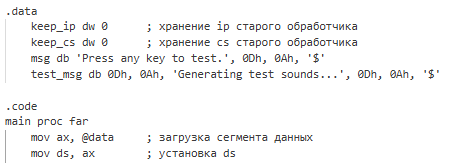 .data
    keep_ip dw 0     ; хранение ip старого обработчика
    keep_cs dw 0     ; хранение cs старого обработчика
    msg db 'Press any key to test.', 0Dh, 0Ah, '$'
    test_msg db 0Dh, 0Ah, 'Generating test sounds...', 0Dh, 0Ah, '$'

.code
main proc far
    mov ax, @data    ; загрузка сегмента данных
    mov ds, ax       ; установка ds